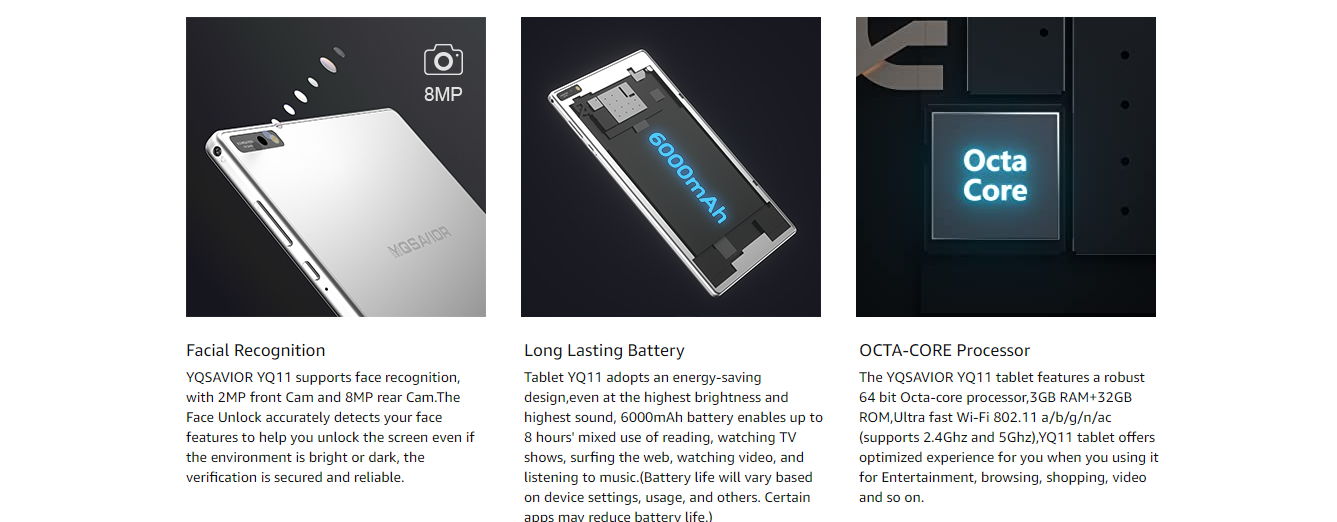 8MP
YQSAVIOR
6000mAh
Octa
Core
Facial Recognition
YQSAVIOR YQ11 supports face recognition,
with 2MP front Cam and 8MP rear Cam.The
Face Unlock accurately detects your face
features to help you unlock the screen even if
the environment is bright or dark, the
verification is secured and reliable.
Long Lasting Battery
Tablet YQ11 adopts an energy-saving
design,even at the highest brightness and
highest sound, 6000mAh battery enables up to
8 hours' mixed use of reading, watching TV
shows, surfing the web, watching video, and
listening to music.(Battery life will vary based
on device settings, usage, and others. Certain
apps may reduce battery life.)
OCTA-CORE Processor
The YQSAVIOR YQ11 tablet features a robust
64 bit Octa-core processor,3GB RAM+32GB
ROM,Ultra fast Wi-Fi 802.11 a/b/g/n/ac
(supports 2.4Ghz and 5Ghz),YQ11 tablet offers
optimized experience for you when you using it
for Entertainment, browsing, shopping, video
and so on.